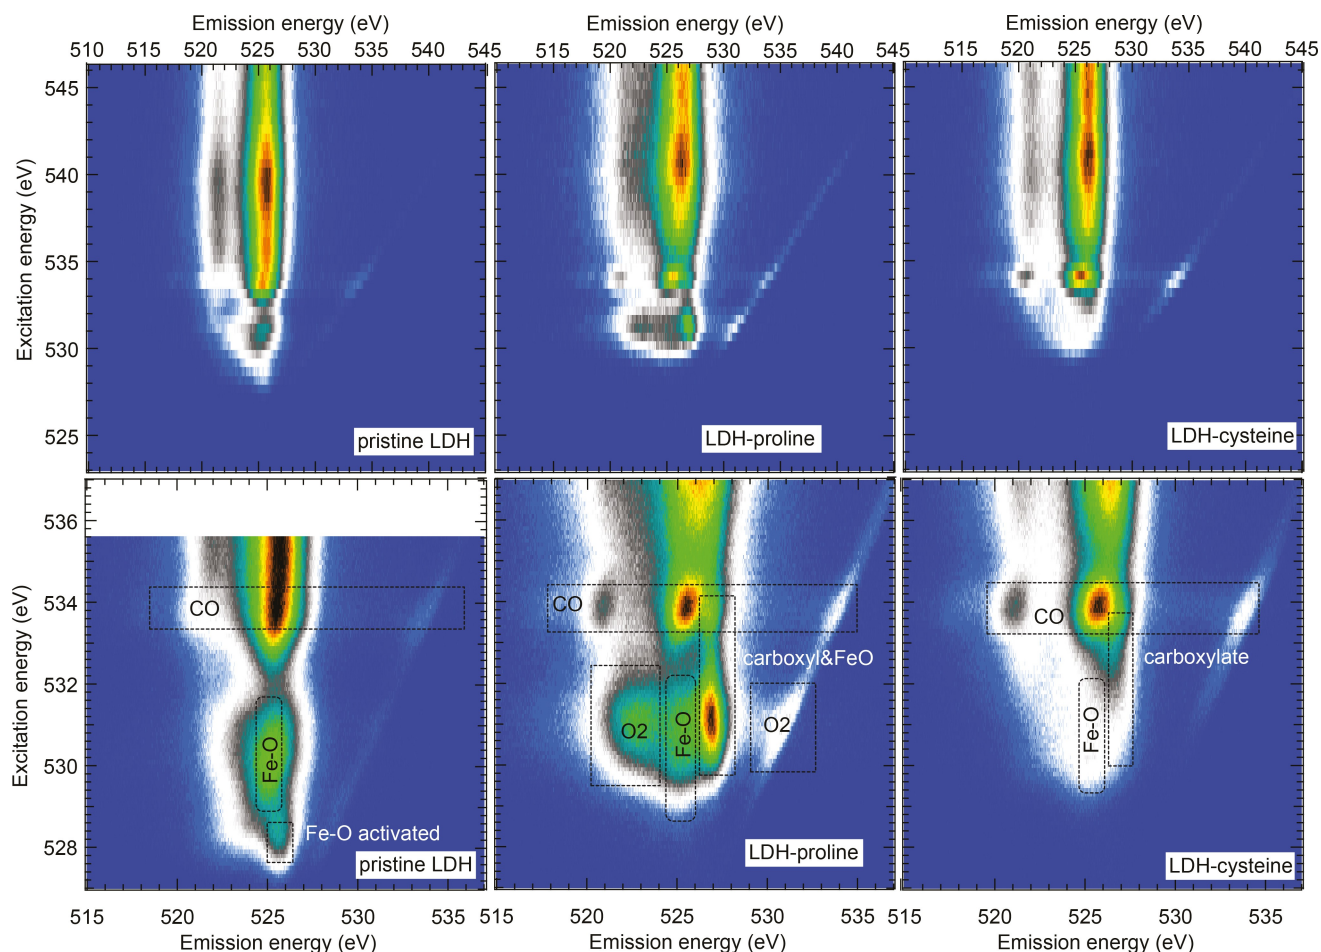 Emission energy (eV) Emission energy (eV) Emission energy (eV)
510 515 520 525 530 535 540 545 515 520 525 530 535 540 545 515 520 525 530 535 540 545
Excitation energy (eV)
545
540
535
530
525
pristine LDH LDH-proline LDH-cysteine
Excitation energy (eV)
536
534
532
530
528
CO
Fe-O
Fe-O activated
pristine LDH
CO
carboxyl&FeO
O2
Fe-O
O2
LDH-proline
CO
carboxylate
Fe-O
LDH-cysteine
515 520 525 530 535 515 520 525 530 535 515 520 525 530 535
Emission energy (eV) Emission energy (eV) Emission energy (eV)